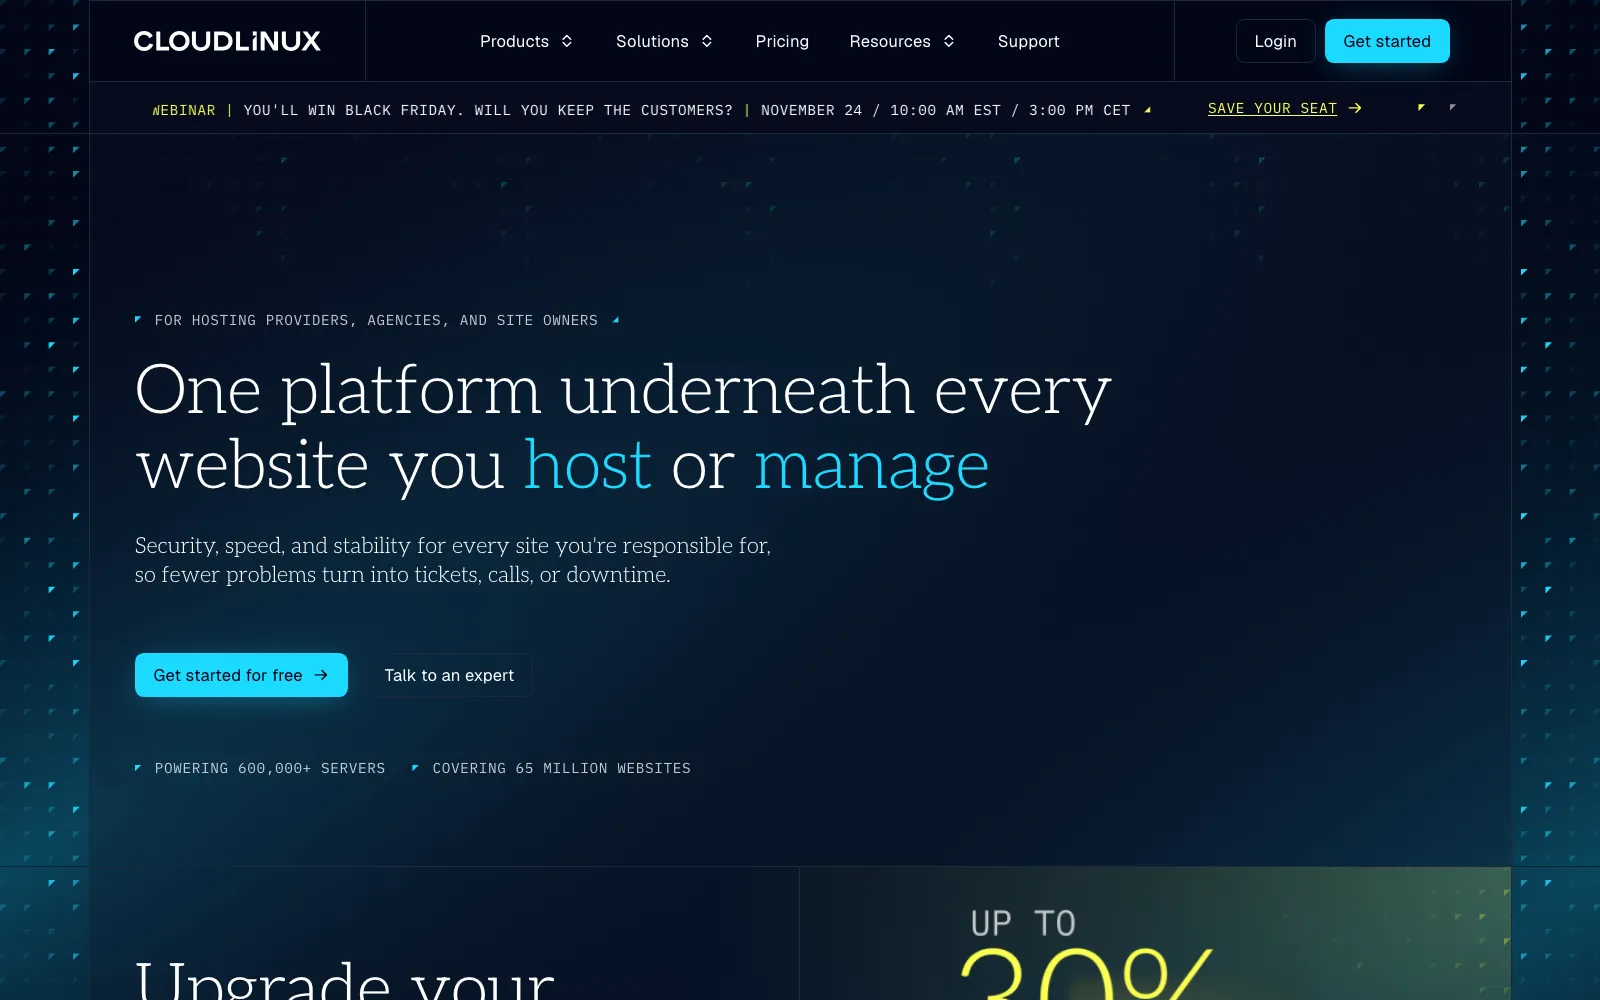 CLOUDLiNUX
Products
Solutions
Pricing
Resources
Support
Login
Get started
WEBINAR | YOU'LL WIN BLACK FRIDAY. WILL YOU KEEP THE CUSTOMERS? | NOVEMBER 24 / 10:00 AM EST / 3:00 PM CET
SAVE YOUR SEAT →
FOR HOSTING PROVIDERS, AGENCIES, AND SITE OWNERS
One platform underneath every
website you host or manage
Security, speed, and stability for every site you're responsible for,
so fewer problems turn into tickets, calls, or downtime.
Get started for free →
Talk to an expert
POWERING 600,000+ SERVERS
COVERING 65 MILLION WEBSITES
Upgrade your
UP TO
30%